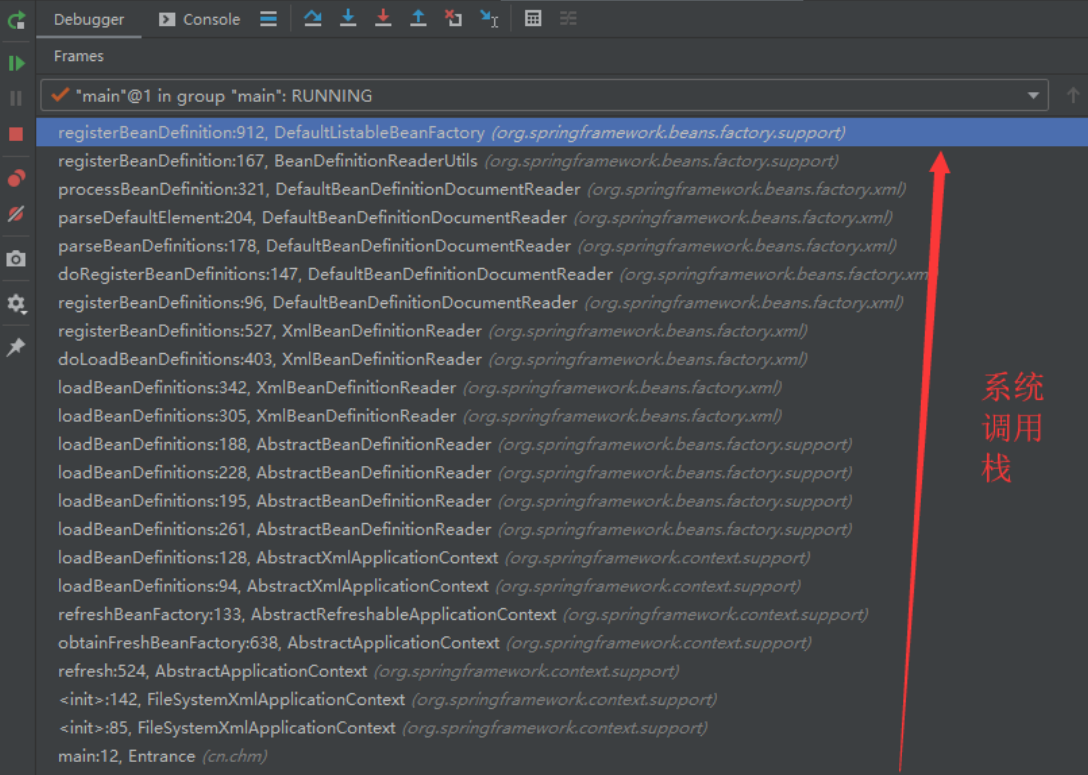 Debugger
Console
Frames
"main"@1 in group "main": RUNNING
registerBeanDefinition:912, DefaultListableBeanFactory (org.springframework.beans.factory.support)
registerBeanDefinition:167, BeanDefinitionReaderUtils (org.springframework.beans.factory.support)
processBeanDefinition:321, DefaultBeanDefinitionDocumentReader (org.springframework.beans.factory.xml)
parseDefaultElement:204, DefaultBeanDefinitionDocumentReader (org.springframework.beans.factory.xml)
parseBeanDefinitions:178, DefaultBeanDefinitionDocumentReader (org.springframework.beans.factory.xml)
doRegisterBeanDefinitions:147, DefaultBeanDefinitionDocumentReader (org.springframework.beans.factory.xml)
registerBeanDefinitions:96, DefaultBeanDefinitionDocumentReader (org.springframework.beans.factory.xml)
registerBeanDefinitions:527, XmlBeanDefinitionReader (org.springframework.beans.factory.xml)
doLoadBeanDefinitions:403, XmlBeanDefinitionReader (org.springframework.beans.factory.xml)
loadBeanDefinitions:342, XmlBeanDefinitionReader (org.springframework.beans.factory.xml)
loadBeanDefinitions:305, XmlBeanDefinitionReader (org.springframework.beans.factory.xml)
loadBeanDefinitions:188, AbstractBeanDefinitionReader (org.springframework.beans.factory.support)
loadBeanDefinitions:228, AbstractBeanDefinitionReader (org.springframework.beans.factory.support)
loadBeanDefinitions:195, AbstractBeanDefinitionReader (org.springframework.beans.factory.support)
loadBeanDefinitions:261, AbstractBeanDefinitionReader (org.springframework.beans.factory.support)
loadBeanDefinitions:128, AbstractXmlApplicationContext (org.springframework.context.support)
loadBeanDefinitions:94, AbstractXmlApplicationContext (org.springframework.context.support)
refreshBeanFactory:133, AbstractRefreshableApplicationContext (org.springframework.context.support)
obtainFreshBeanFactory:638, AbstractApplicationContext (org.springframework.context.support)
refresh:524, AbstractApplicationContext (org.springframework.context.support)
<init>:142, FileSystemXmlApplicationContext (org.springframework.context.support)
<init>:85, FileSystemXmlApplicationContext (org.springframework.context.support)
main:12, Entrance (cn.chm)
系统
调用
栈